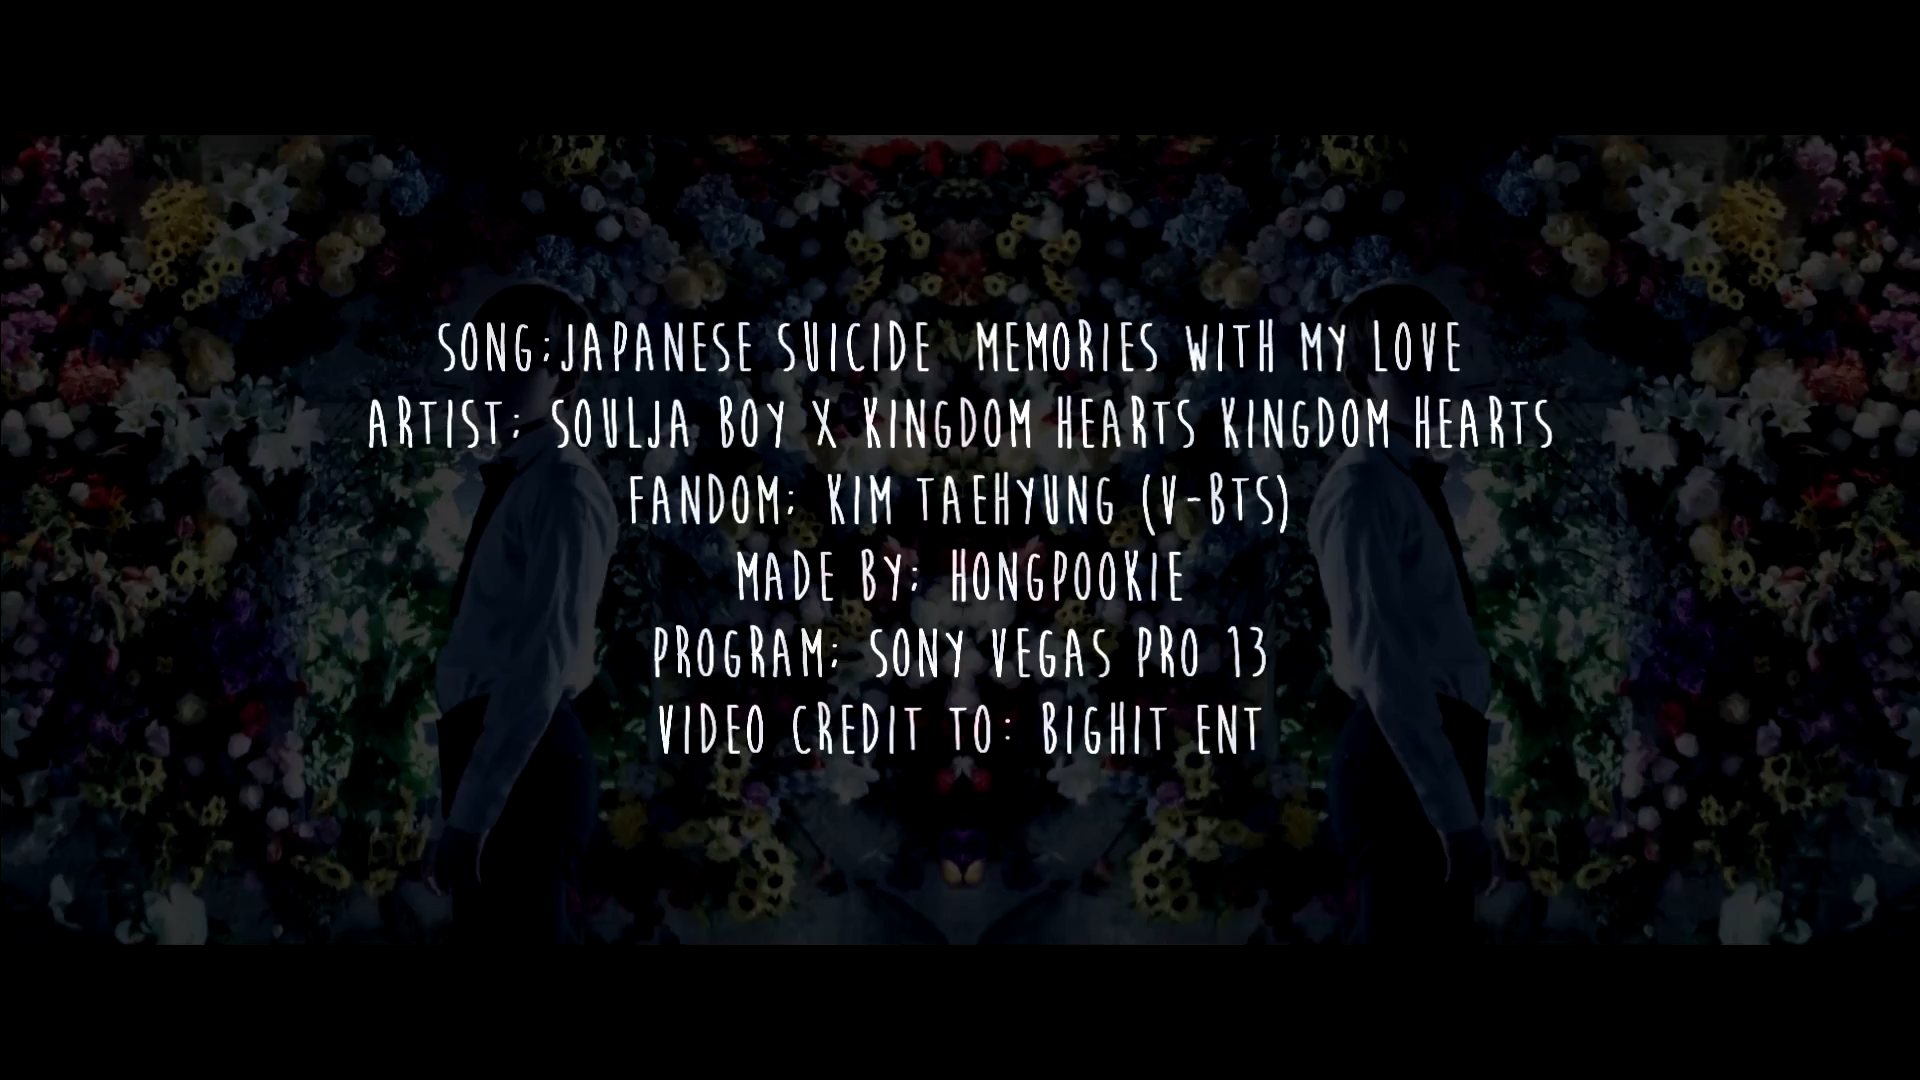 SONG;JAPANESE SUICIDE MEMORIES WITH MY LOVE
ARTIST; SOULJA BOY X KINGDOM HEARTS KINGDOM HEARTS
FANDOM; KIM TAEHYUNG (V-BTS)
MADE BY; HONGPOOKIE
PROGRAM; SONY VEGAS PRO 13
VIDEO CREDIT TO: BIGHIT ENT